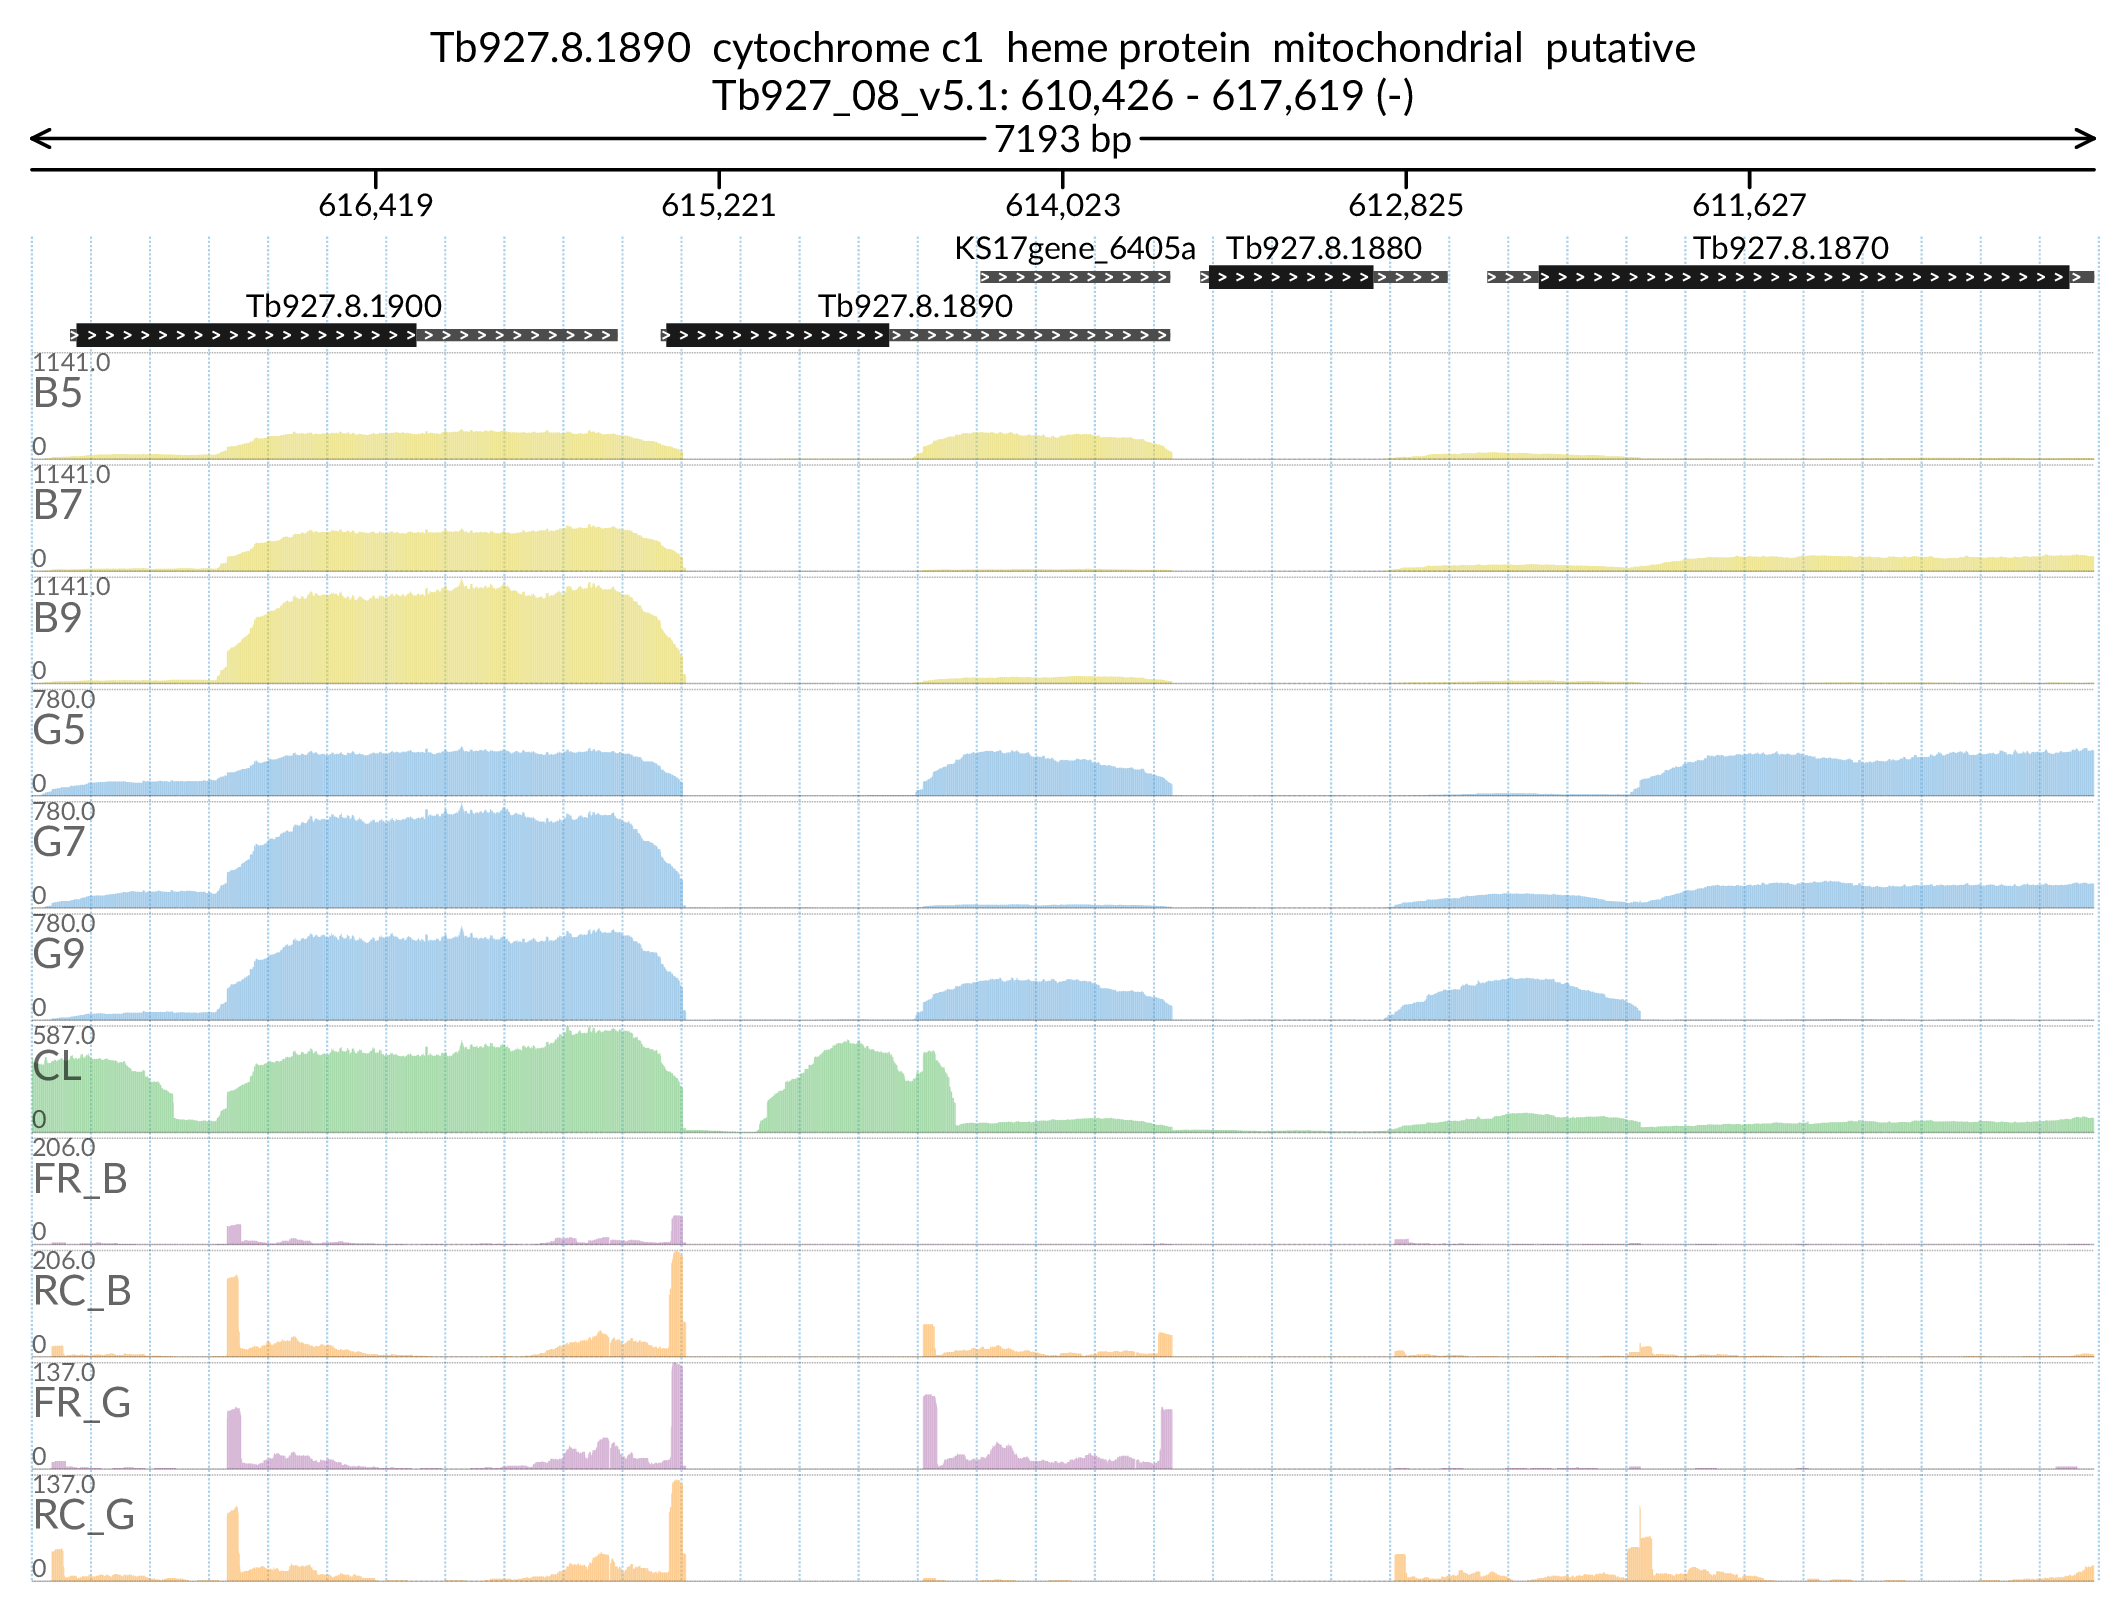 Tb927.8.1890 cytochrome c1 heme protein mitochondrial putative
Tb927_08_v5.1: 610,426 - 617,619 (-)
7193 bp
616,419 615,221 614,023 612,825 611,627
KS17gene_6405a Tb927.8.1880 Tb927.8.1870
Tb927.8.1900 Tb927.8.1890
1141.0
B5
0
1141.0
B7
0
1141.0
B9
0
780.0
G5
0
780.0
G7
0
780.0
G9
0
587.0
CL
0
206.0
FR_B
0
206.0
RC_B
0
137.0
FR_G
0
137.0
RC_G
0